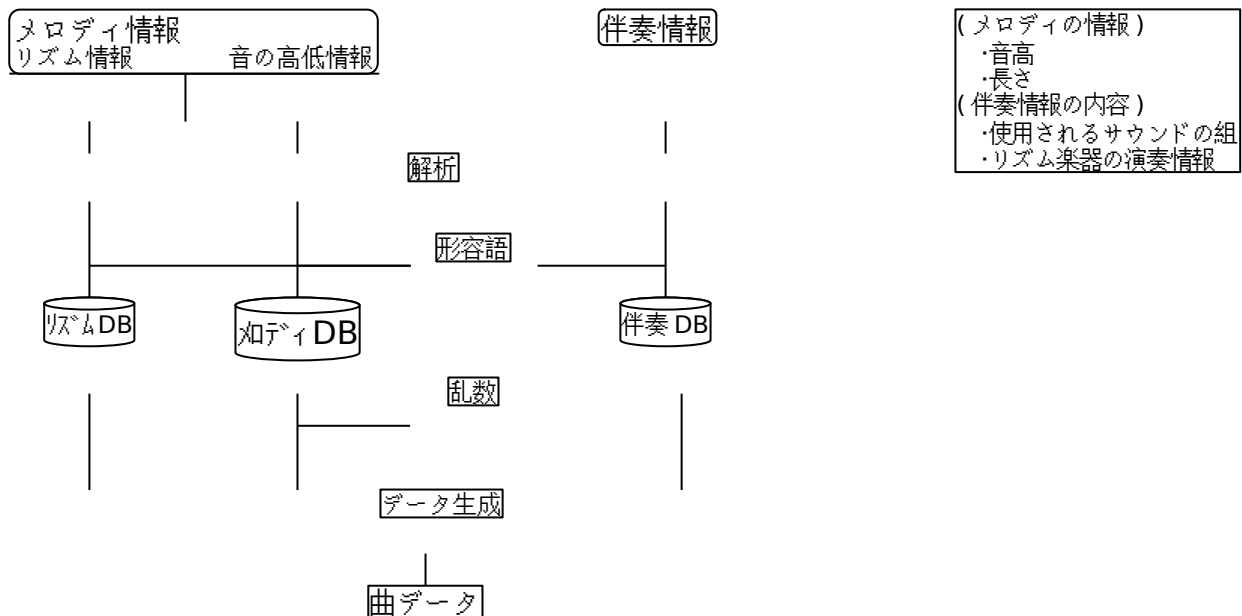 メロディ情報
リズム情報 音の高低情報
伴奏情報
(メロディの情報)
・音高
・長さ
(伴奏情報の内容)
・使用されるサウンドの組
・リズム楽器の演奏情報
解析
形容語
ﾘｽﾞﾑDB
ﾒﾛﾃﾞｨDB
伴奏DB
乱数
データ生成
曲データ